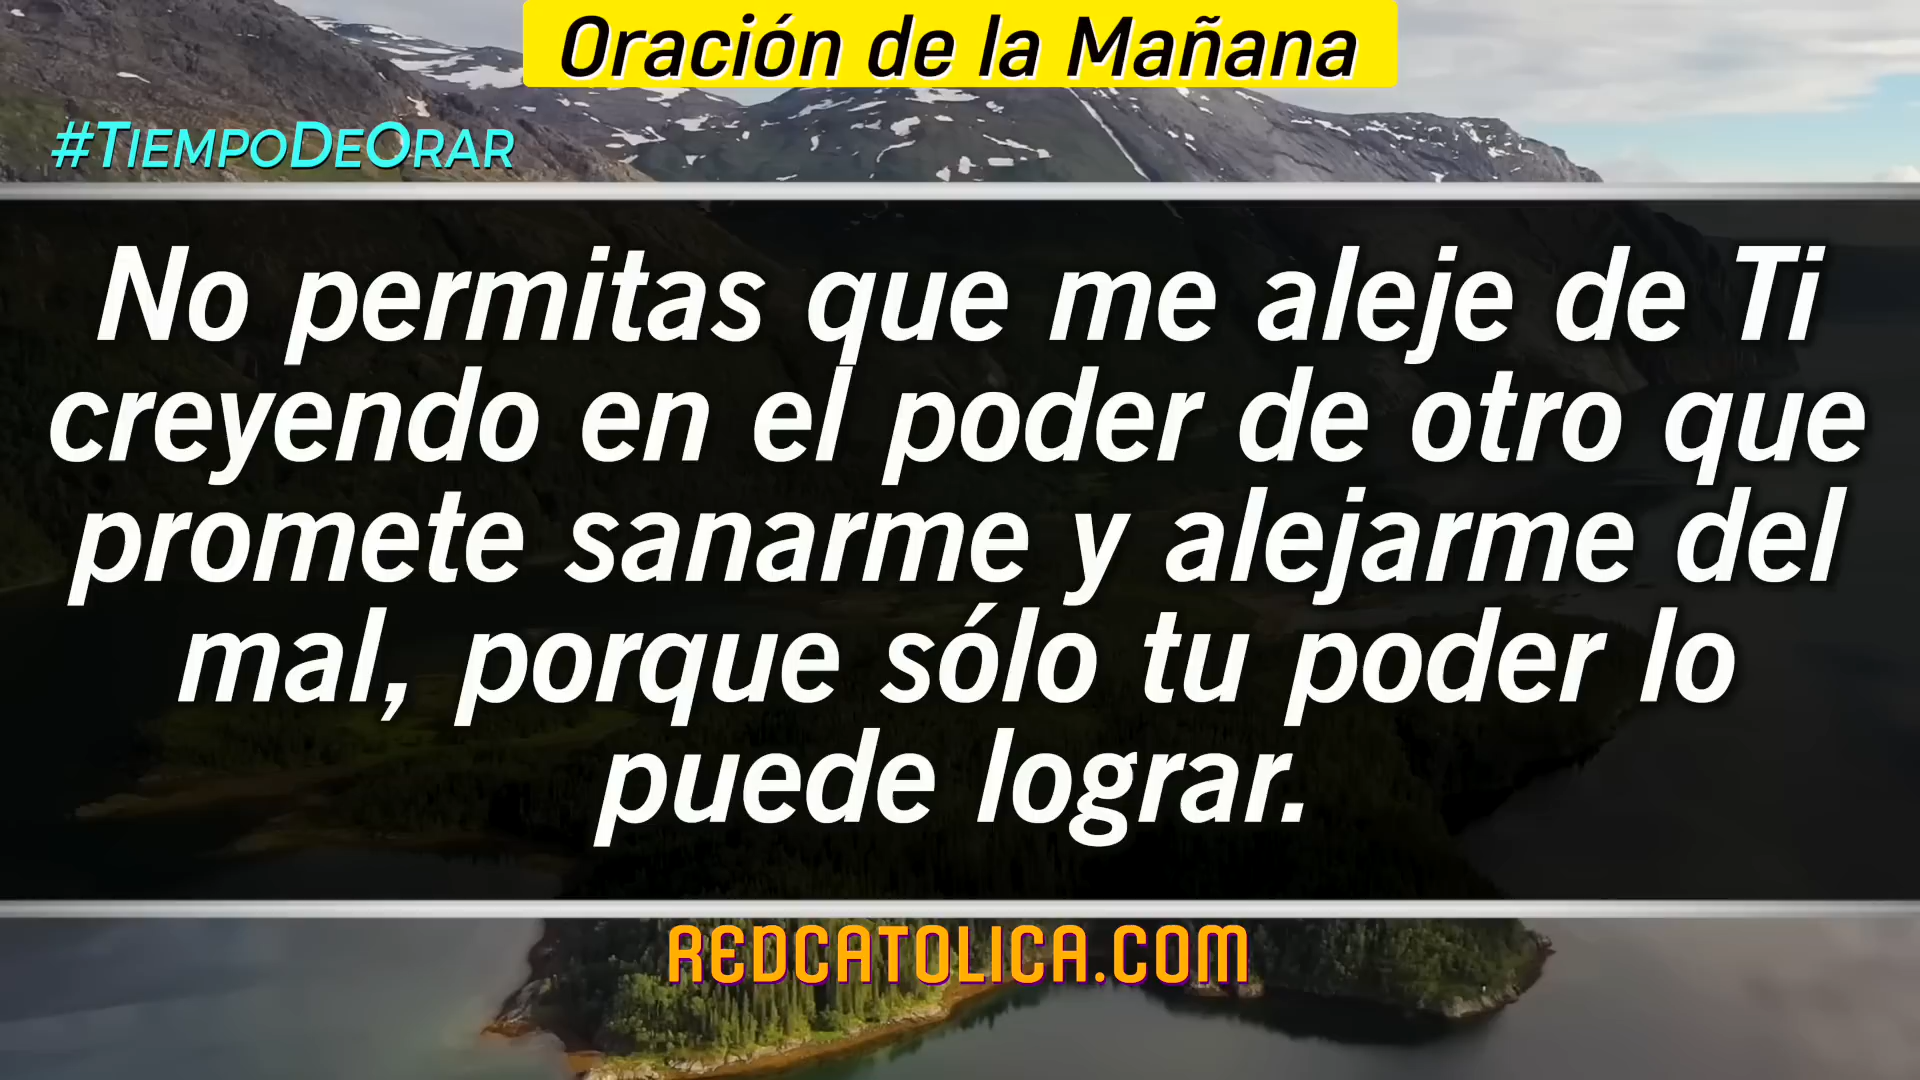 Oración de la Mañana
#TiempoDeOrar
No permitas que me aleje de Ti
creyendo en el poder de otro que
promete sanarme y alejarme del
mal, porque sólo tu poder lo
puede lograr.
REDCATOLICA.COM